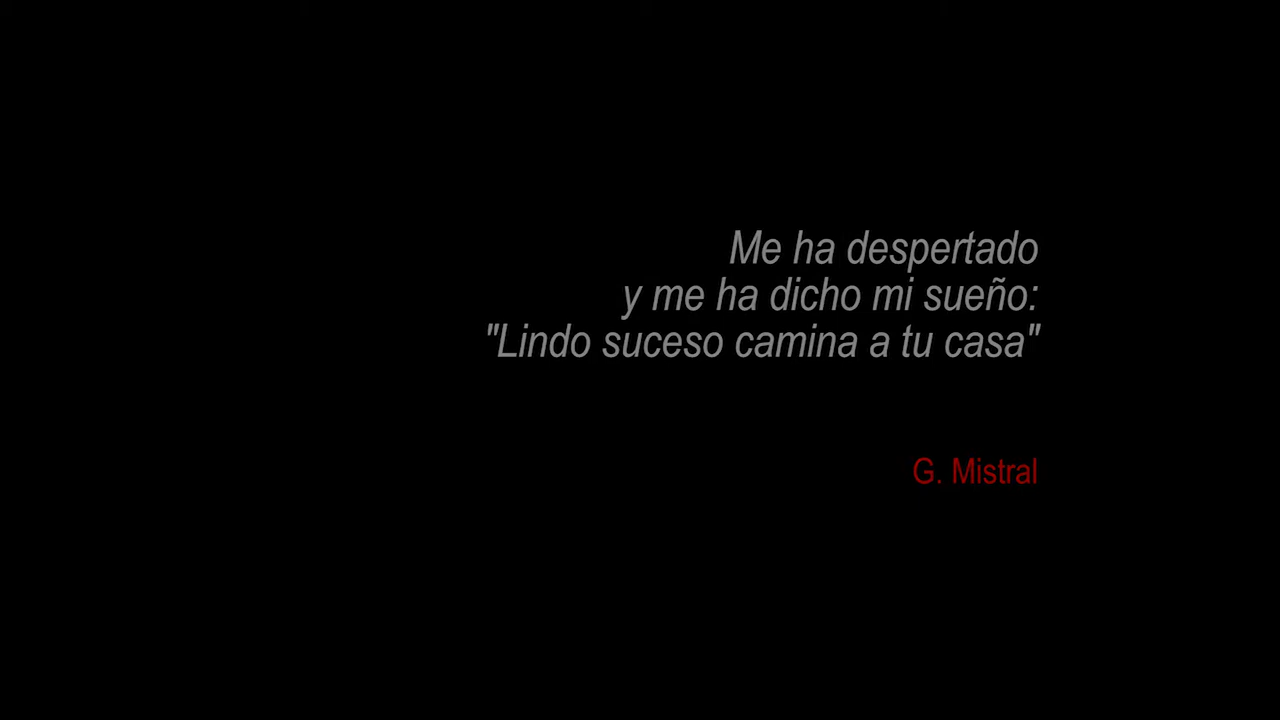 Me ha despertado
y me ha dicho mi sueño:
"Lindo suceso camina a tu casa"
G. Mistral